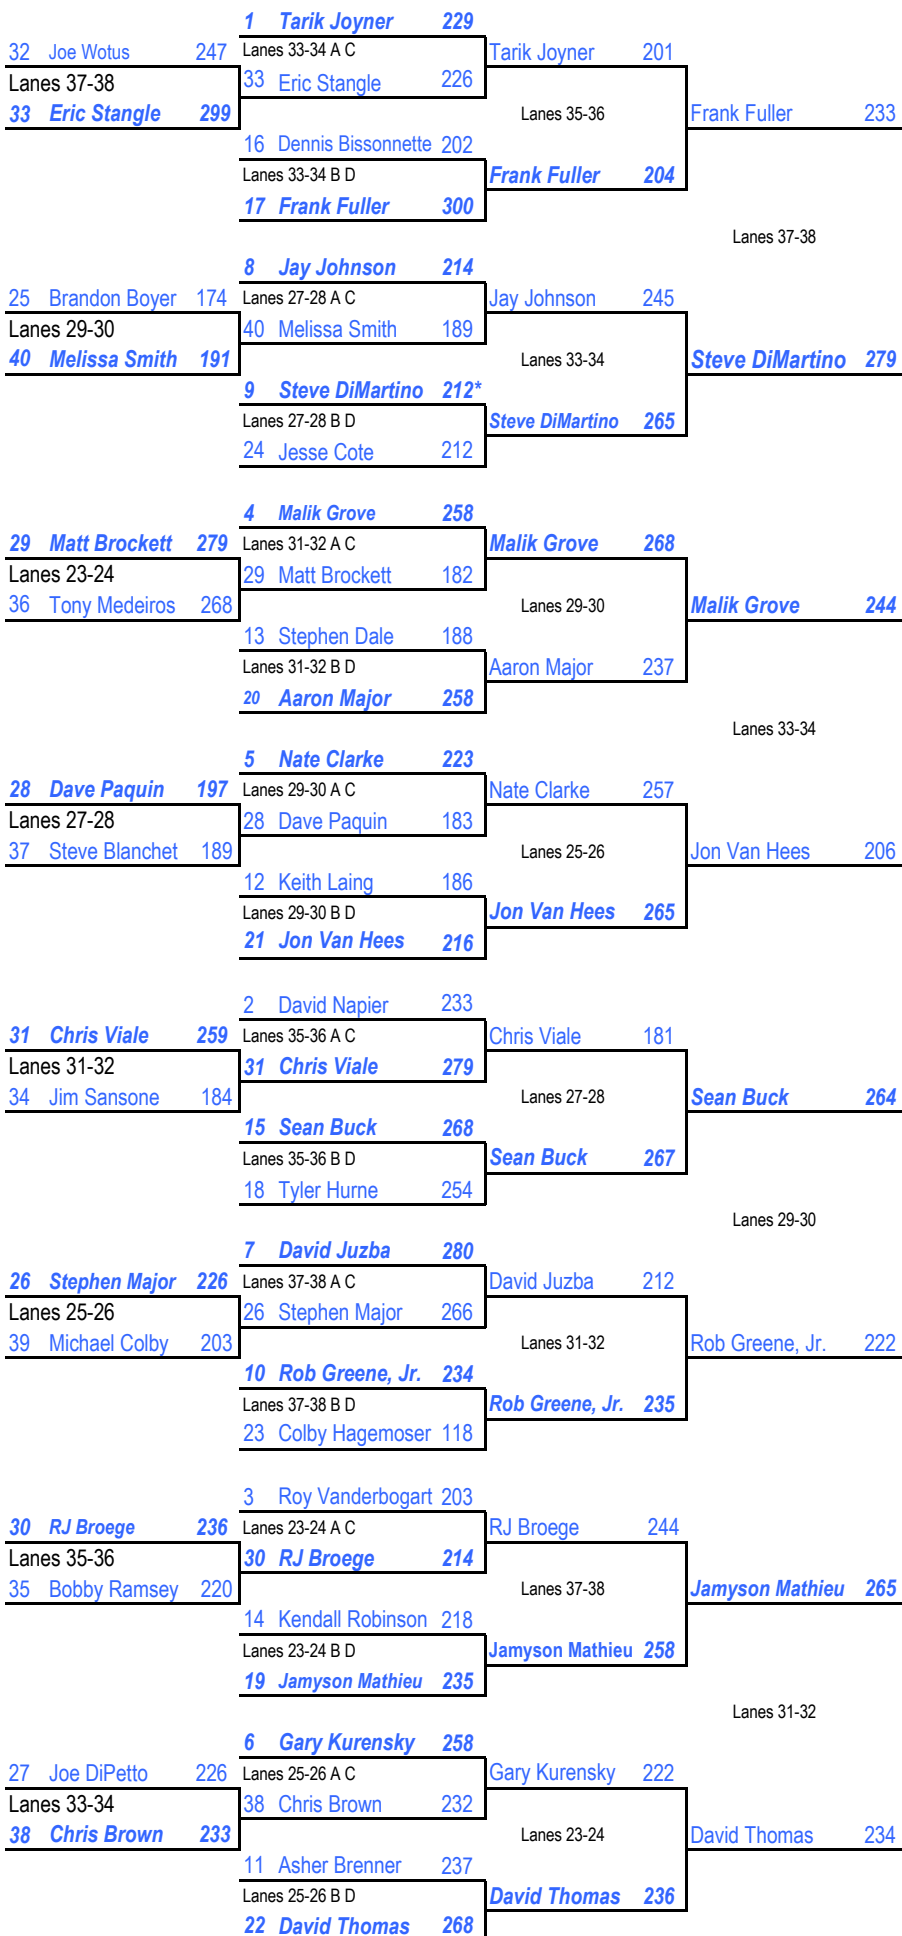 1 Tarik Joyner 229
32 Joe Wotus 247 Lanes 33-34 A C Tarik Joyner 201
Lanes 37-38 33 Eric Stangle 226
33 Eric Stangle 299 Lanes 35-36 Frank Fuller 233
16 Dennis Bissonnette 202
Lanes 33-34 B D Frank Fuller 204
17 Frank Fuller 300
Lanes 37-38
8 Jay Johnson 214
25 Brandon Boyer 174 Lanes 27-28 A C Jay Johnson 245
Lanes 29-30 40 Melissa Smith 189
40 Melissa Smith 191 Lanes 33-34 Steve DiMartino 279
9 Steve DiMartino 212*
Lanes 27-28 B D Steve DiMartino 265
24 Jesse Cote 212
4 Malik Grove 258
29 Matt Brockett 279 Lanes 31-32 A C Malik Grove 268
Lanes 23-24 29 Matt Brockett 182
36 Tony Medeiros 268 Lanes 29-30 Malik Grove 244
13 Stephen Dale 188
Lanes 31-32 B D Aaron Major 237
20 Aaron Major 258
Lanes 33-34
5 Nate Clarke 223
28 Dave Paquin 197 Lanes 29-30 A C Nate Clarke 257
Lanes 27-28 28 Dave Paquin 183
37 Steve Blanchet 189 Lanes 25-26 Jon Van Hees 206
12 Keith Laing 186
Lanes 29-30 B D Jon Van Hees 265
21 Jon Van Hees 216
2 David Napier 233
31 Chris Viale 259 Lanes 35-36 A C Chris Viale 181
Lanes 31-32 31 Chris Viale 279
34 Jim Sansone 184 Lanes 27-28 Sean Buck 264
15 Sean Buck 268
Lanes 35-36 B D Sean Buck 267
18 Tyler Hurne 254
Lanes 29-30
7 David Juzba 280
26 Stephen Major 226 Lanes 37-38 A C David Juzba 212
Lanes 25-26 26 Stephen Major 266
39 Michael Colby 203 Lanes 31-32 Rob Greene, Jr. 222
10 Rob Greene, Jr. 234
Lanes 37-38 B D Rob Greene, Jr. 235
23 Colby Hagemoser 118
3 Roy Vanderbogart 203
30 RJ Broege 236 Lanes 23-24 A C RJ Broege 244
Lanes 35-36 30 RJ Broege 214
35 Bobby Ramsey 220 Lanes 37-38 Jamyson Mathieu 265
14 Kendall Robinson 218
Lanes 23-24 B D Jamyson Mathieu 258
19 Jamyson Mathieu 235
Lanes 31-32
6 Gary Kurensky 258
27 Joe DiPetto 226 Lanes 25-26 A C Gary Kurensky 222
Lanes 33-34 38 Chris Brown 232
38 Chris Brown 233 Lanes 23-24 David Thomas 234
11 Asher Brenner 237
Lanes 25-26 B D David Thomas 236
22 David Thomas 268